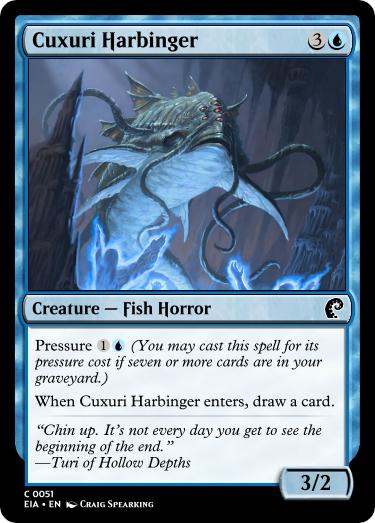 Cuxuri Harbinger 3
Creature — Fish Horror
Pressure 1 (You may cast this spell for its
pressure cost if seven or more cards are in your
graveyard.)
When Cuxuri Harbinger enters, draw a card.
“Chin up. It’s not every day you get to see the
beginning of the end.”
—Turi of Hollow Depths
3/2
C 0051
EIA • EN Craig Spearking